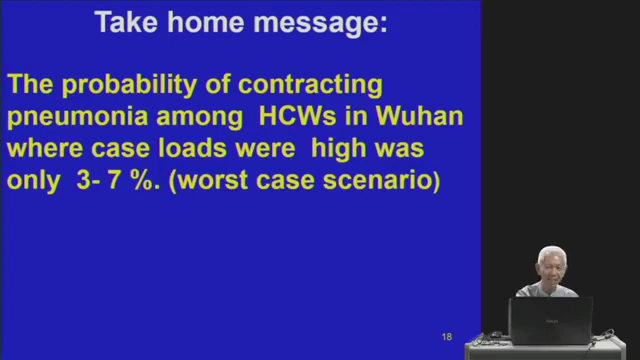 Take home message:
The probability of contracting
pneumonia among HCWs in Wuhan
where case loads were high was
only 3- 7 %. (worst case scenario)
18